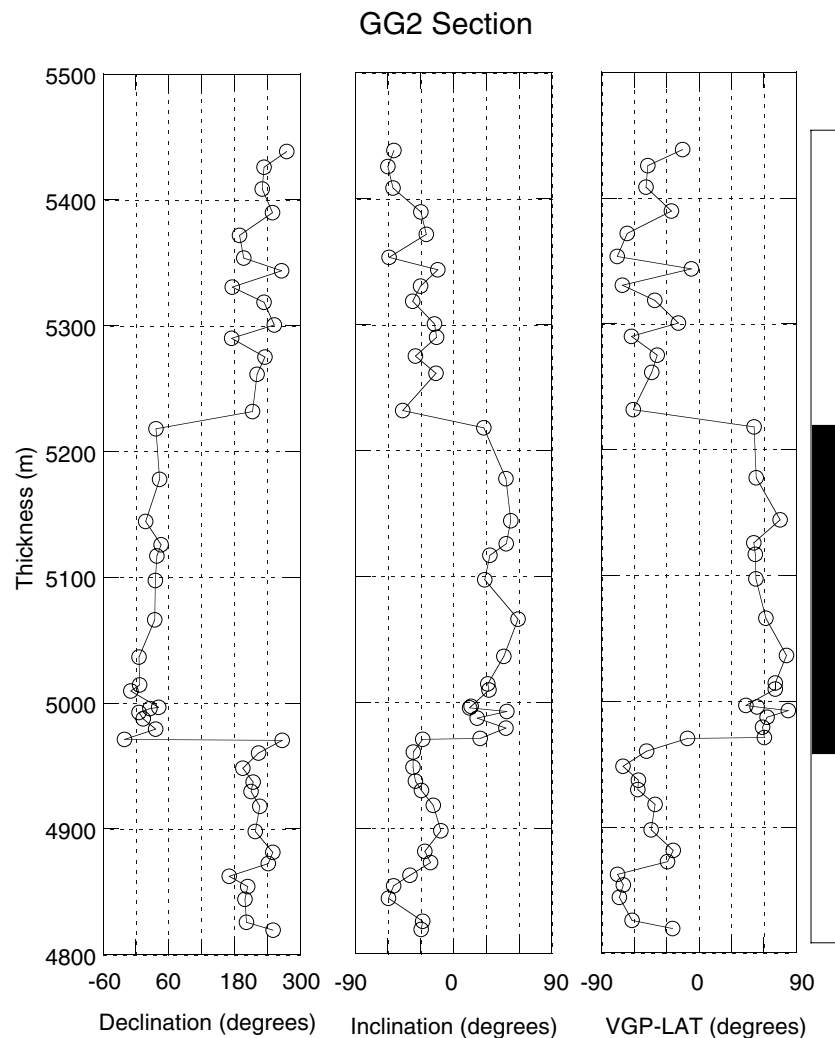 GG2 Section
5500
5400
5300
5200
5100
5000
4900
4800
Thickness (m)
-60 60 180 300
-90 0 90
-90 0 90
Declination (degrees)
Inclination (degrees)
VGP-LAT (degrees)